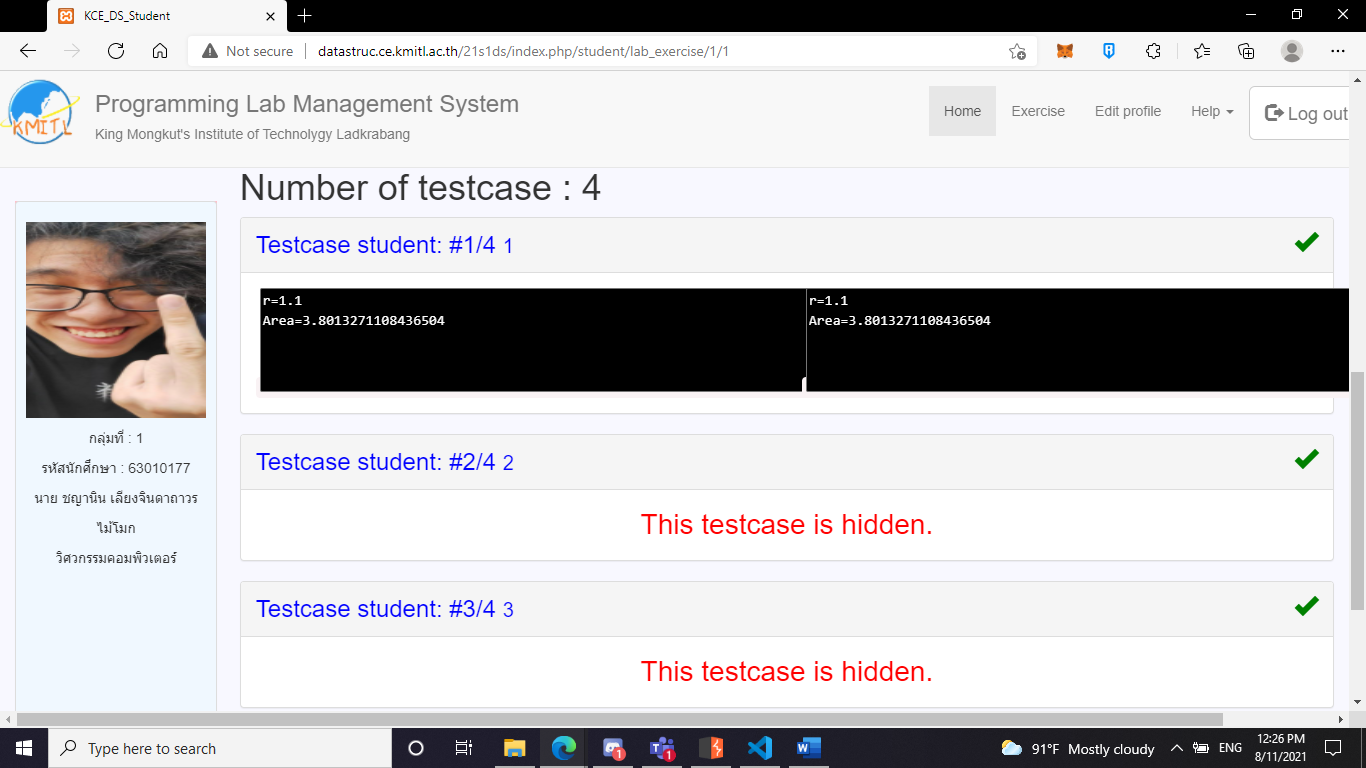 KCE_DS_Student
Not secure
datastruc.ce.kmitl.ac.th/21s1ds/index.php/student/lab_exercise/1/1
KMITL
Programming Lab Management System
King Mongkut's Institute of Technolygy Ladkrabang
Home
Exercise
Edit profile
Help
Log out
กลุ่มที่ : 1
รหัสนักศึกษา : 63010177
นาย ชญานิน เลียงจินดาถาวร
ไม้โมก
วิศวกรรมคอมพิวเตอร์
Number of testcase : 4
Testcase student: #1/4 1
r=1.1
Area=3.8013271108436504
r=1.1
Area=3.8013271108436504
Testcase student: #2/4 2
This testcase is hidden.
Testcase student: #3/4 3
This testcase is hidden.
Type here to search
1
1
91°F Mostly cloudy
ENG
12:26 PM
8/11/2021